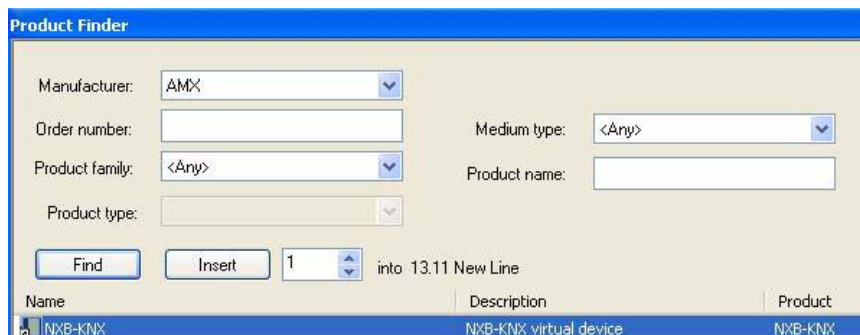 Product Finder
Manufacturer: AMX
Order number:
Medium type: <Any>
Product family: <Any>
Product name:
Product type:
Find Insert 1 into 13.11 New Line
Name Description Product
NXB-KNX NXB-KNX virtual device NXB-KNX